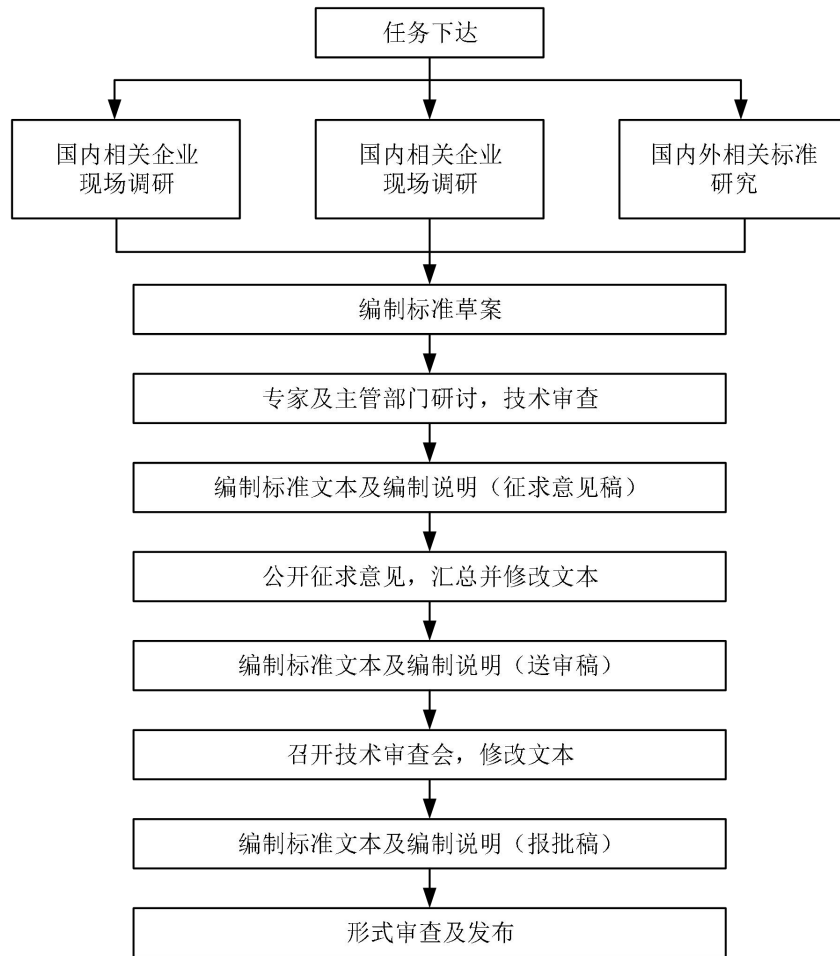 任务下达
国内相关企业
现场调研
国内相关企业
现场调研
国内外相关标准
研究
编制标准草案
专家及主管部门研讨，技术审查
编制标准文本及编制说明（征求意见稿）
公开征求意见，汇总并修改文本
编制标准文本及编制说明（送审稿）
召开技术审查会，修改文本
编制标准文本及编制说明（报批稿）
形式审查及发布